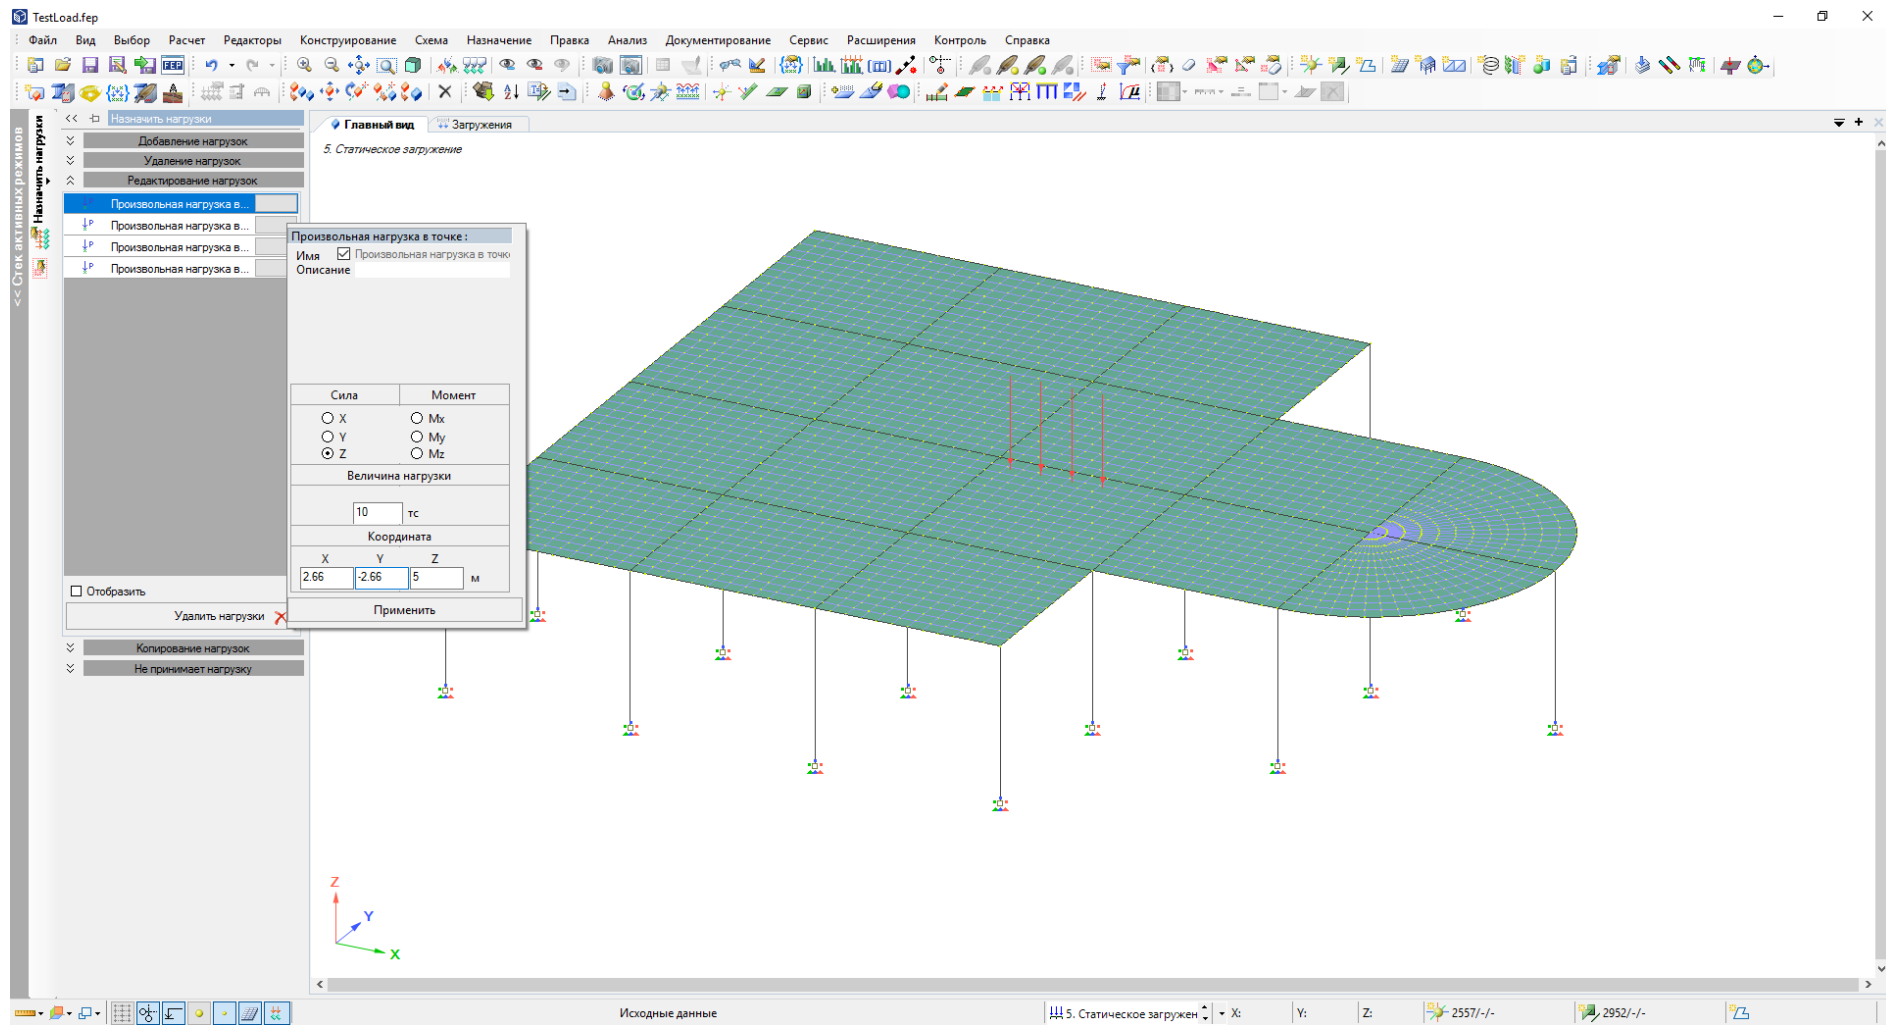 TestLoad.fep
Файл Вид Выбор Расчет Редакторы Конструирование Схема Назначение Правка Анализ Документирование Сервис Расширения Контроль Справка
FEP
<< Стек активных режимов
Назначить нагрузки
<< Назначить нагрузки
Добавление нагрузок
Удаление нагрузок
Редактирование нагрузок
Произвольная нагрузка в...
P Произвольная нагрузка в...
P Произвольная нагрузка в...
P Произвольная нагрузка в...
Отобразить
Удалить нагрузки
Копирование нагрузок
Не принимает нагрузку
Произвольная нагрузка в точке :
Имя Произвольная нагрузка в точк
Описание
Сила Момент
X Mx
Y My
Z Mz
Величина нагрузки
10 тс
Координата
X Y Z
2.66 -2.66 5 м
Применить
Главный вид Загружения
5. Статическое загружение
Z
Y
X
Исходные данные 5. Статическое загружен X: Y: Z: 2557/-/- 2952/-/-